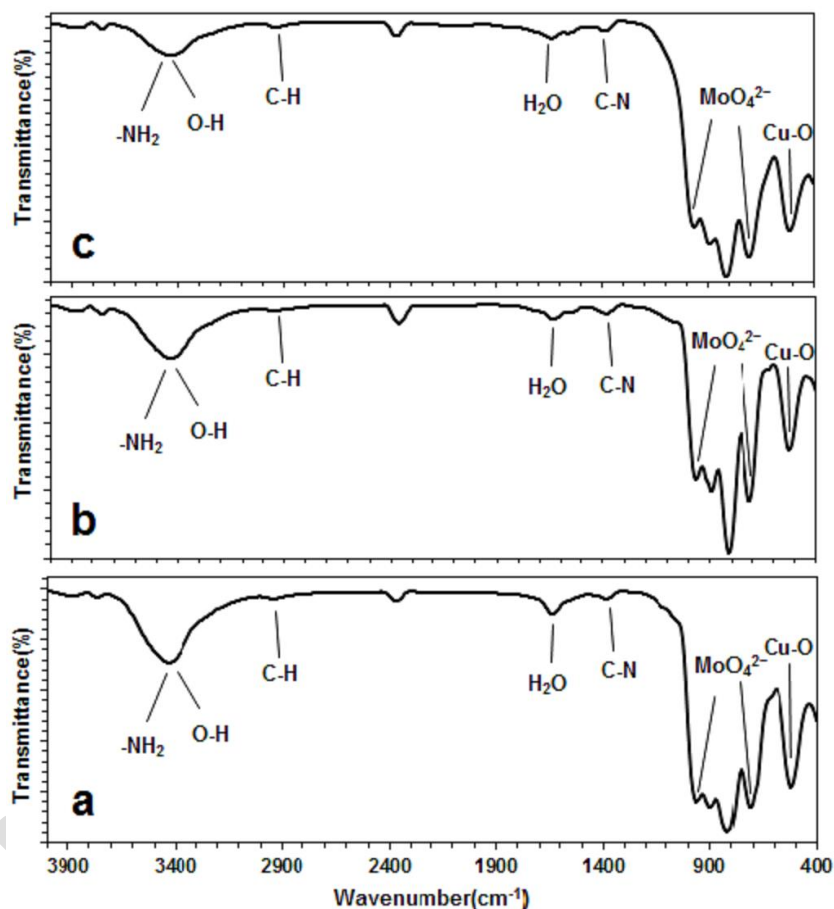 Transmittance(%)
-NH₂
O-H
C-H
H₂O
C-N
MoO₄²⁻
Cu-O
c
Transmittance(%)
-NH₂
O-H
C-H
H₂O
C-N
MoO₄²⁻
Cu-O
b
Transmittance(%)
-NH₂
O-H
C-H
H₂O
C-N
MoO₄²⁻
Cu-O
a
3900 3400 2900 2400 1900 1400 900 400
Wavenumber(cm⁻¹)